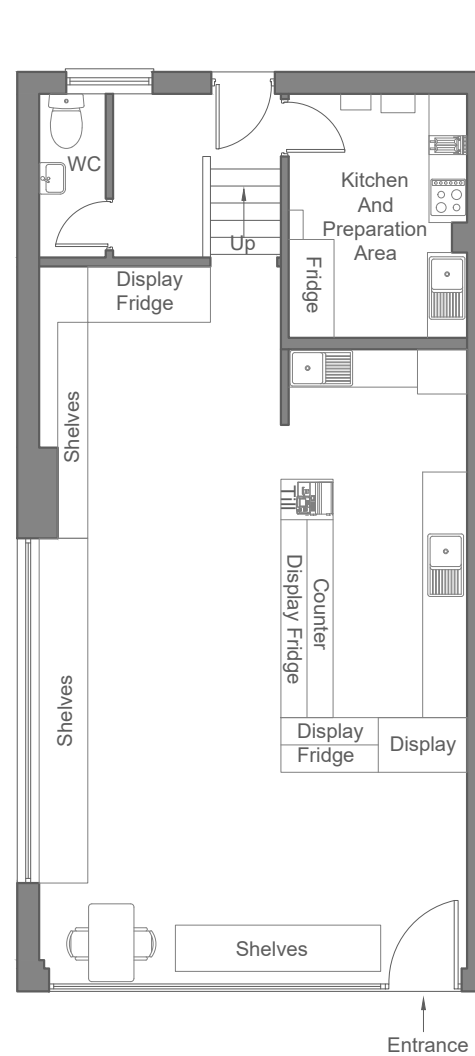 WC
Kitchen
And
Preparation
Area
Up
Display
Fridge
Fridge
Shelves
Shelves
Display Fridge
Counter
Display
Fridge
Display
Shelves
Entrance